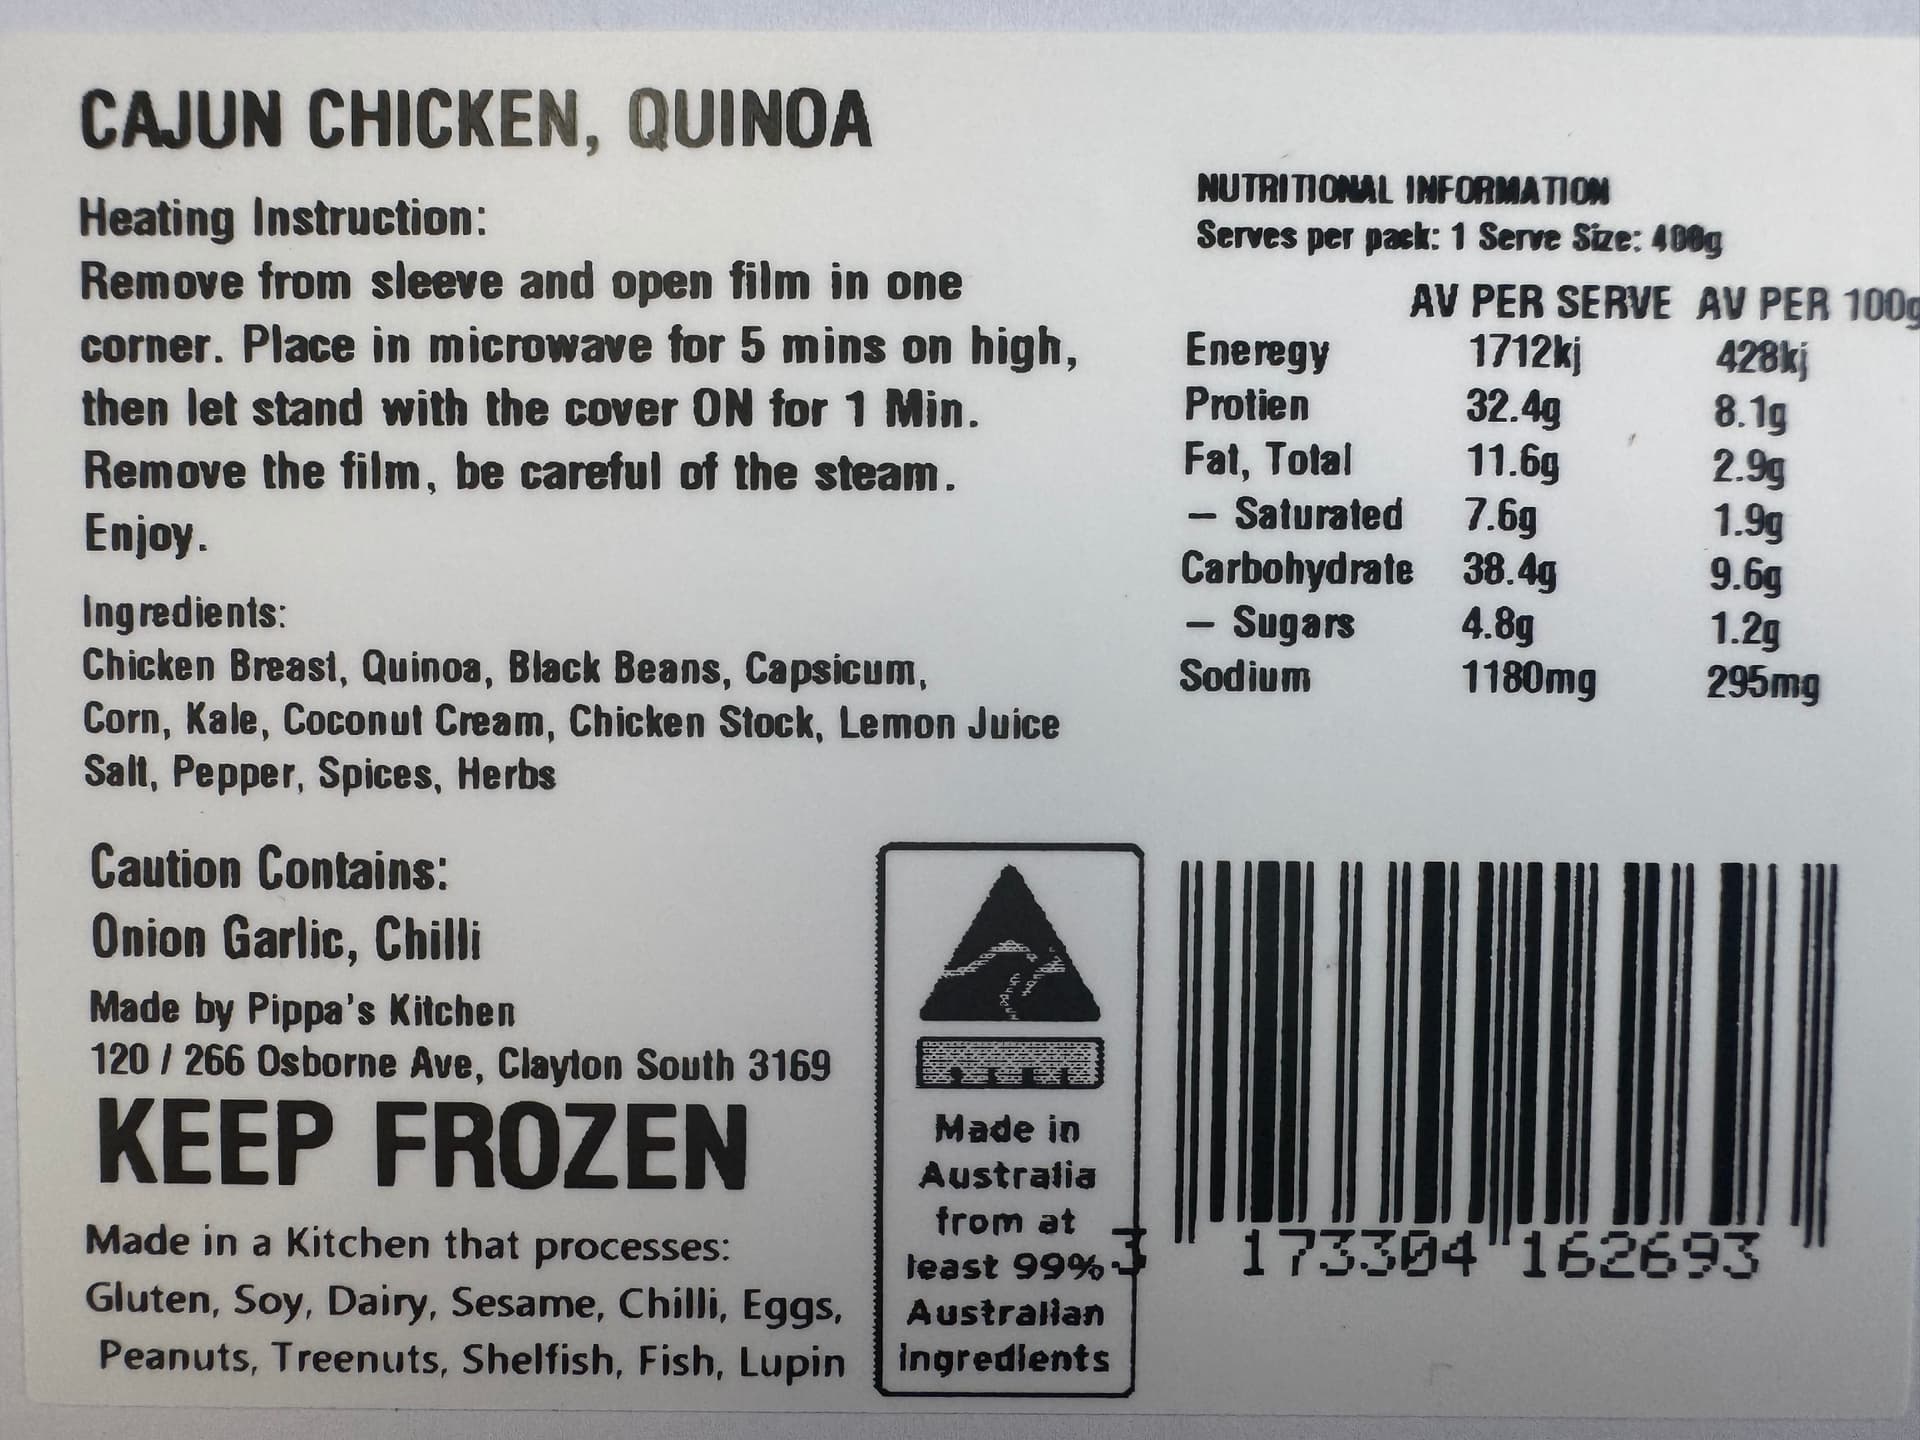 CAJUN CHICKEN, QUINOA
Heating Instruction:
Remove from sleeve and open film in one
corner. Place in microwave for 5 mins on high,
then let stand with the cover ON for 1 Min.
Remove the film, be careful of the steam.
Enjoy.
Ingredients:
Chicken Breast, Quinoa, Black Beans, Capsicum,
Corn, Kale, Coconut Cream, Chicken Stock, Lemon Juice
Salt, Pepper, Spices, Herbs
Caution Contains:
Onion Garlic, Chilli
Made by Pippa's Kitchen
120 / 266 Osborne Ave, Clayton South 3169
KEEP FROZEN
Made in a Kitchen that processes:
Gluten, Soy, Dairy, Sesame, Chilli, Eggs,
Peanuts, Treenuts, Shelfish, Fish, Lupin
NUTRITIONAL INFORMATION
Serves per pack: 1 Serve Size: 400g
AV PER SERVE AV PER 100g
Eneregy 1712kj 428kj
Protien 32.4g 8.1g
Fat, Total 11.6g 2.9g
– Saturated 7.6g 1.9g
Carbohydrate 38.4g 9.6g
– Sugars 4.8g 1.2g
Sodium 1180mg 295mg
Made in
Australia
from at
least 99%
Australian
ingredients
3 173304 162693